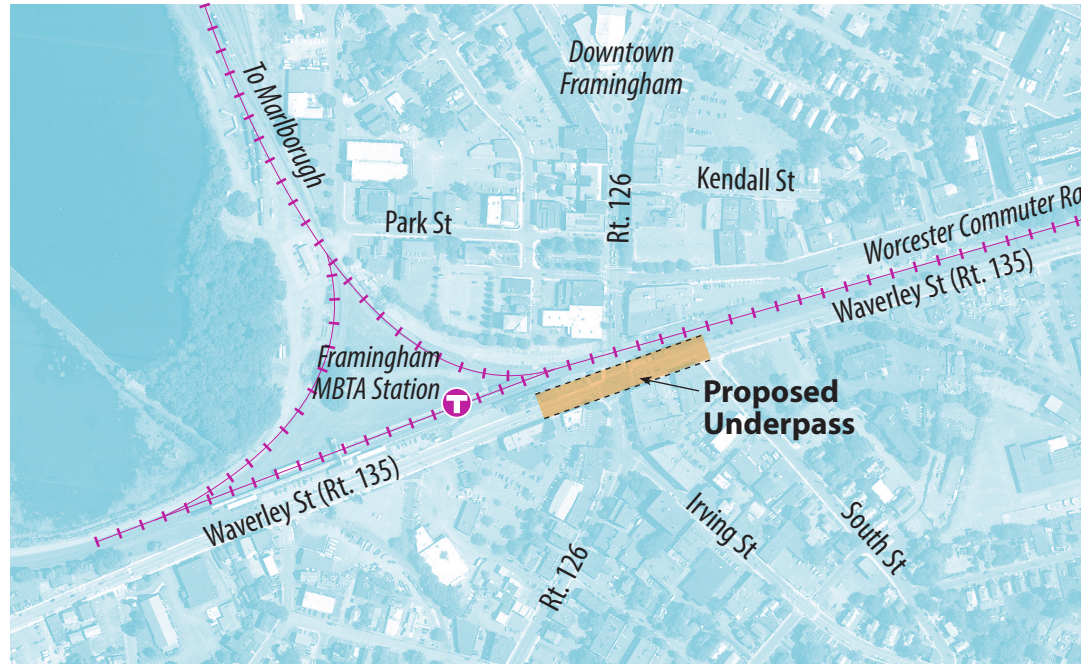 Downtown
Framingham
To Marlborough
Kendall St
Rt. 126
Park St
Worcester Commuter Ra
Waverley St (Rt. 135)
Framingham
MBTA Station
T
Proposed
Underpass
Waverley St (Rt. 135)
Irving St
South St
Rt. 126